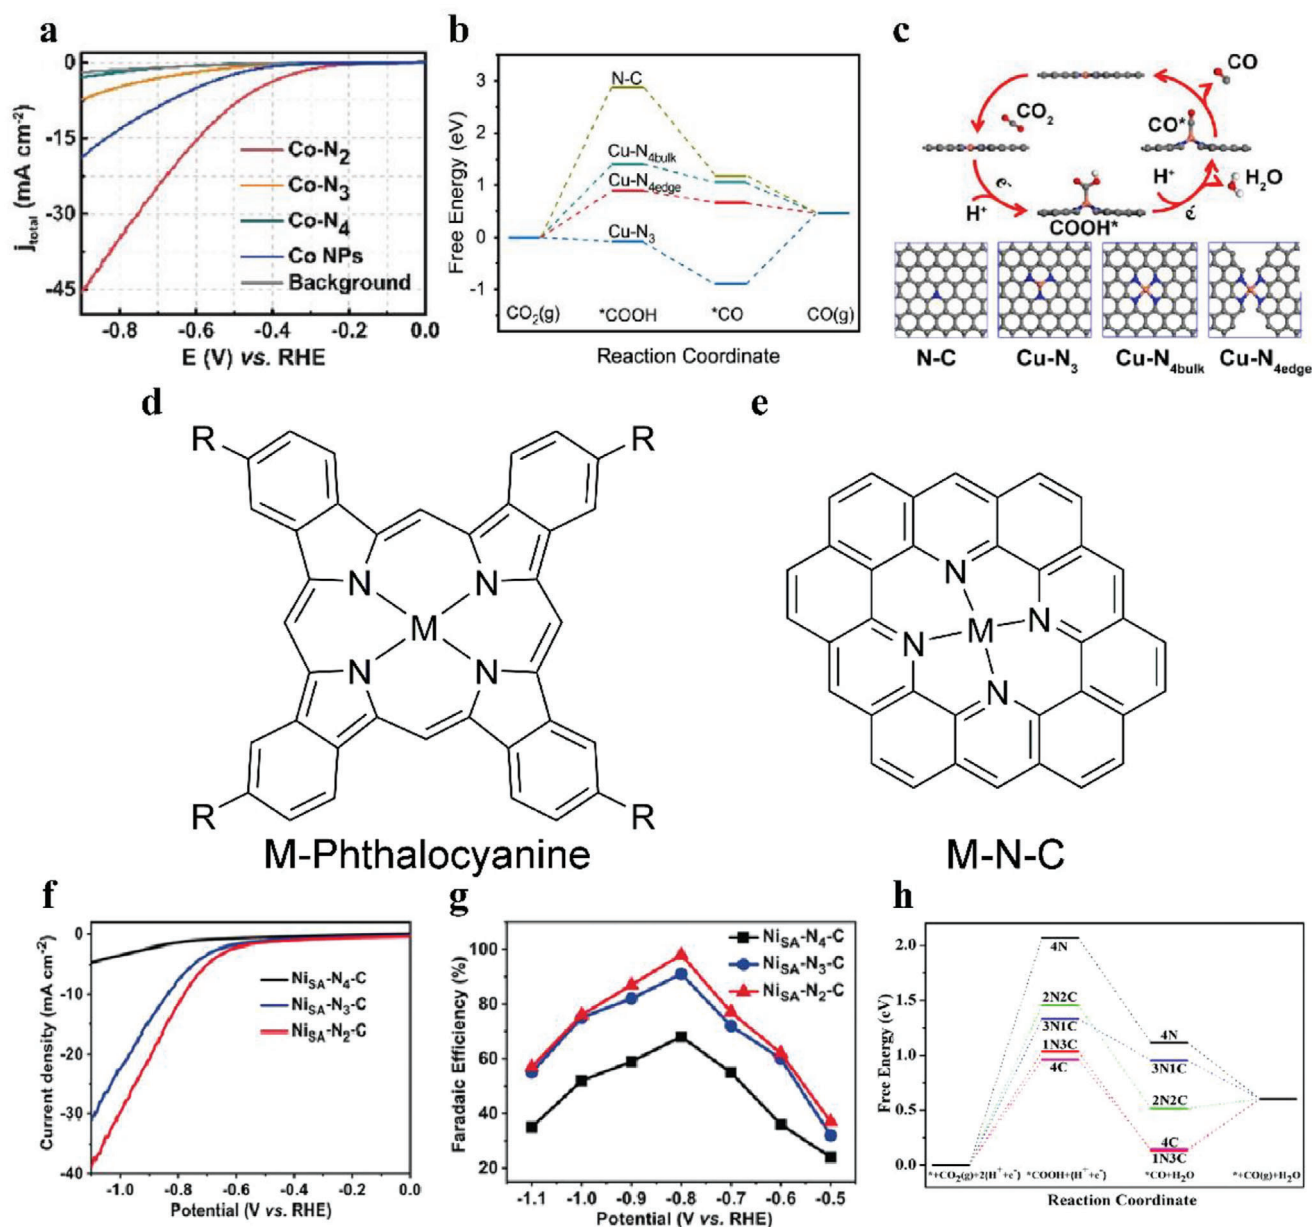 a
0
-15
-30
-45
j_total (mA cm⁻²)
Co-N₂
Co-N₃
Co-N₄
Co NPs
Background
-0.8 -0.6 -0.4 -0.2 0.0
E (V) vs. RHE
b
3
2
1
0
-1
Free Energy (eV)
N-C
Cu-N₄bulk
Cu-N₄edge
Cu-N₃
CO₂(g) *COOH *CO CO(g)
Reaction Coordinate
c
CO
CO₂
CO*
H₂O
H⁺
e⁻
H⁺
e⁻
COOH*
N-C Cu-N₃ Cu-N₄bulk Cu-N₄edge
d
R R
N N
M
N N
R R
M-Phthalocyanine
e
N
M N
N
N
M-N-C
f
0
-10
-20
-30
-40
Current density (mA cm⁻²)
Ni_SA-N₄-C
Ni_SA-N₃-C
Ni_SA-N₂-C
-1.0 -0.8 -0.6 -0.4 -0.2 0.0
Potential (V vs. RHE)
g
100
80
60
40
20
Faradaic Efficiency (%)
Ni_SA-N₄-C
Ni_SA-N₃-C
Ni_SA-N₂-C
-1.1 -1.0 -0.9 -0.8 -0.7 -0.6 -0.5
Potential (V vs. RHE)
h
2.0
1.5
1.0
0.5
0.0
Free Energy (eV)
4N
2N2C
3N1C
1N3C
4C
4N
3N1C
2N2C
4C
1N3C
*+CO₂(g)+2(H⁺+e⁻) *COOH+(H⁺+e⁻) *CO+H₂O *+CO(g)+H₂O
Reaction Coordinate